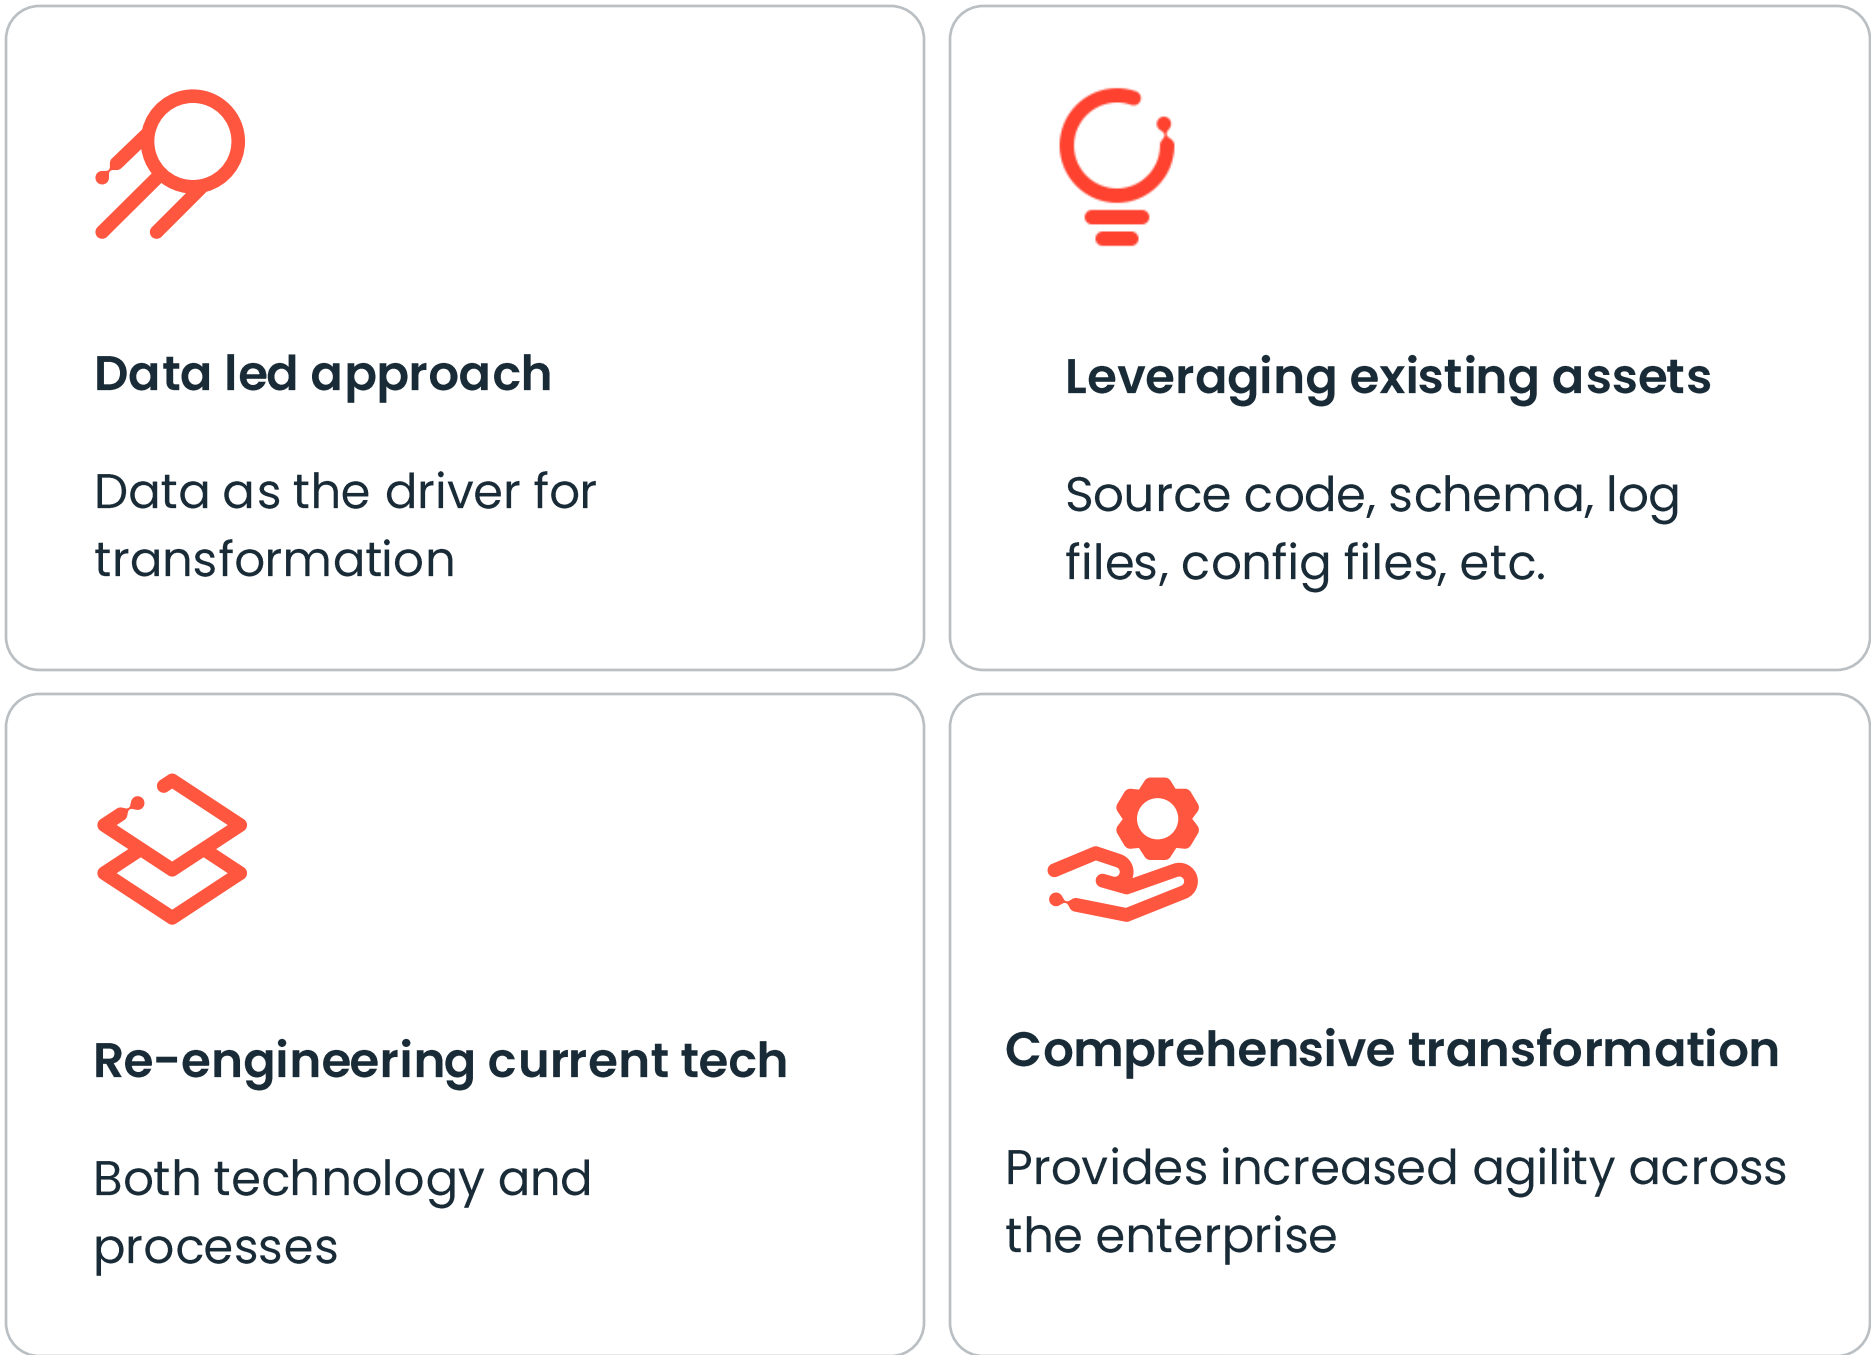 Data led approach
Data as the driver for
transformation
Leveraging existing assets
Source code, schema, log
files, config files, etc.
Re-engineering current tech
Both technology and
processes
Comprehensive transformation
Provides increased agility across
the enterprise